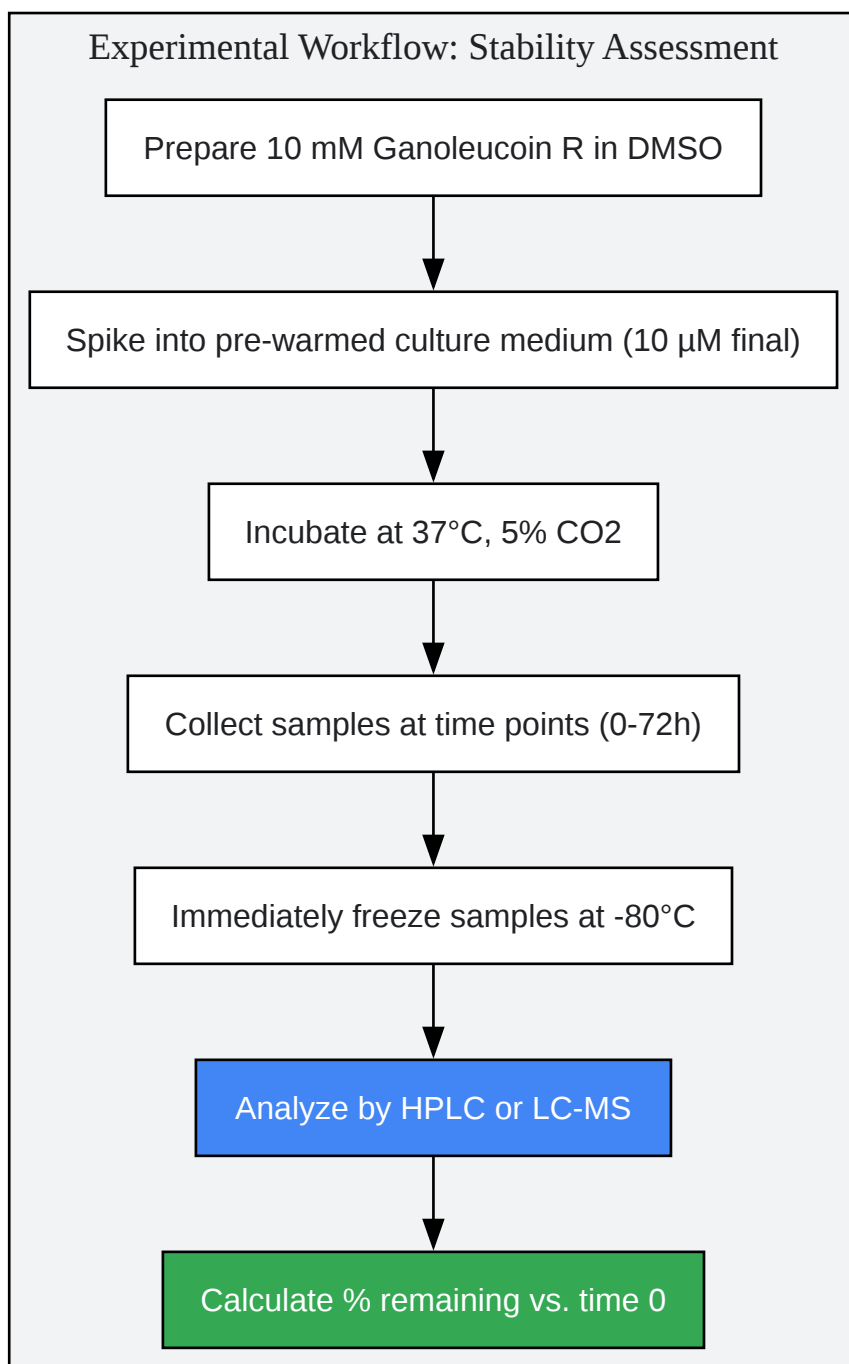 Experimental Workflow: Stability Assessment
Prepare 10 mM Ganoleucoin R in DMSO
Spike into pre-warmed culture medium (10 µM final)
Incubate at 37°C, 5% CO2
Collect samples at time points (0-72h)
Immediately freeze samples at -80°C
Analyze by HPLC or LC-MS
Calculate % remaining vs. time 0